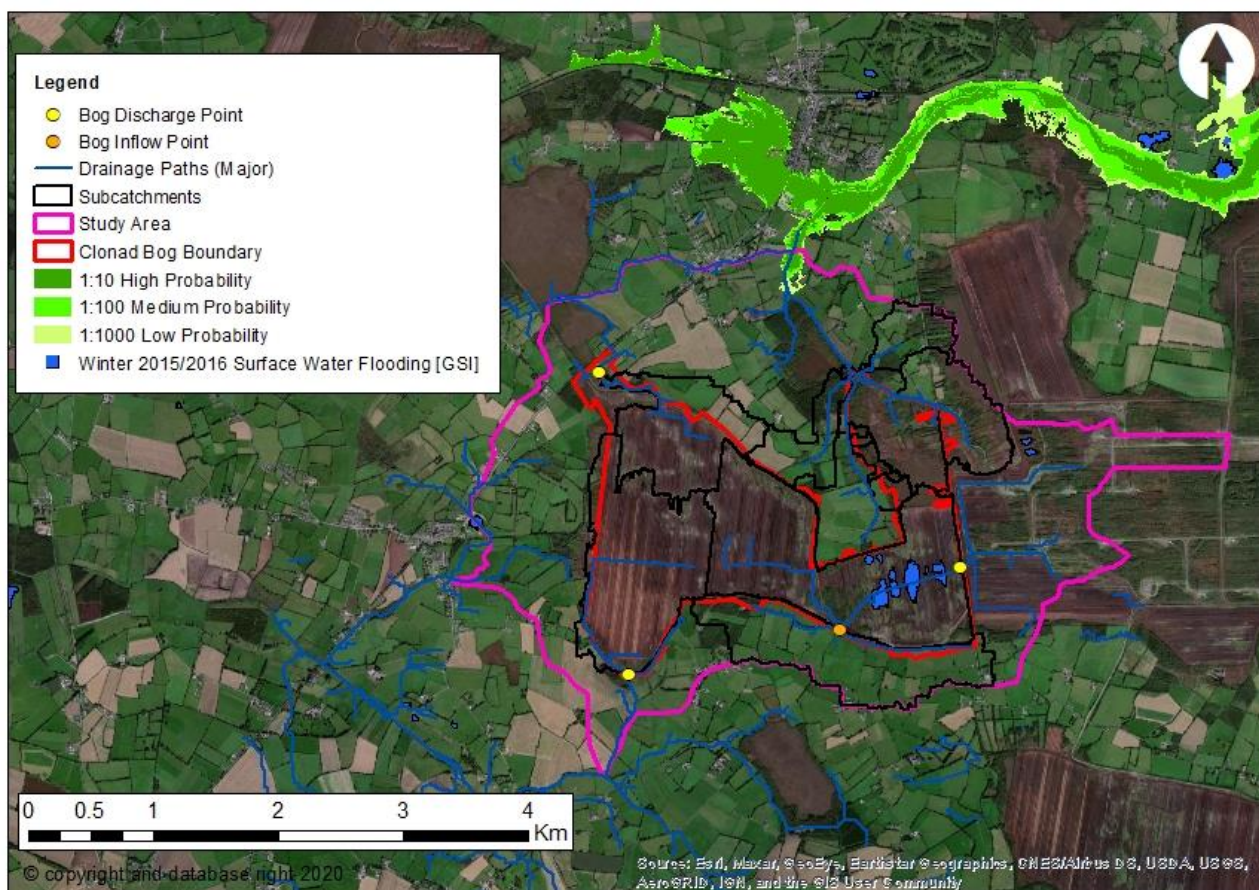 Legend
Bog Discharge Point
Bog Inflow Point
Drainage Paths (Major)
Subcatchments
Study Area
Clonad Bog Boundary
1:10 High Probability
1:100 Medium Probability
1:1000 Low Probability
Winter 2015/2016 Surface Water Flooding [GSI]
0 0.5 1 2 3 4
Km
© copyright and database right 2020
Source: Esri, Maxar, GeoEye, Earthstar Geographics, CNES/Airbus DS, USDA, USGS,
AeroGRID, IGN, and the GIS User Community